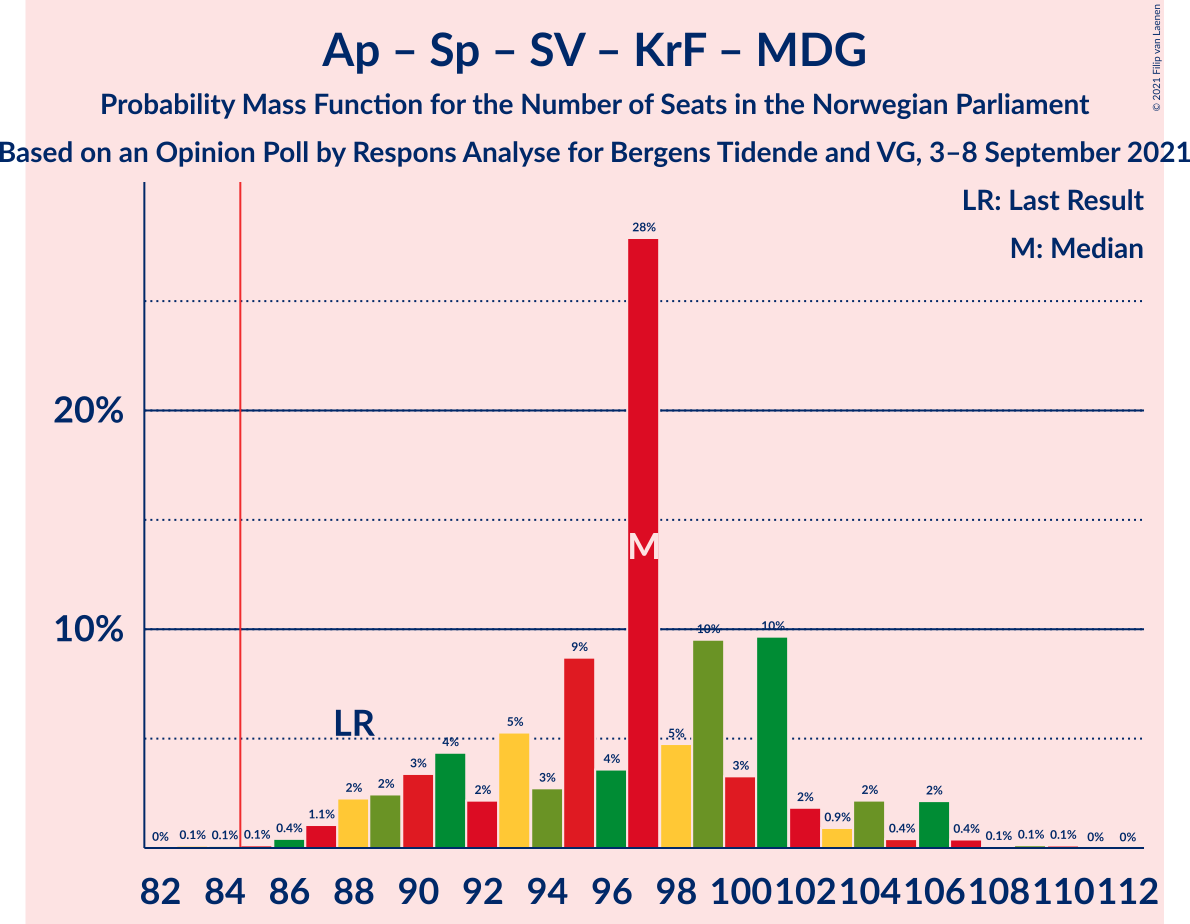 Ap – Sp – SV – KrF – MDG
Probability Mass Function for the Number of Seats in the Norwegian Parliament
Based on an Opinion Poll by Respons Analyse for Bergens Tidende and VG, 3–8 September 2021
© 2021 Filip van Laenen
LR: Last Result
M: Median
20%
10%
LR
M
0% 0.1% 0.1% 0.1% 0.4% 1.1% 2% 2% 3% 4% 2% 5% 3% 9% 4% 28% 5% 10% 3% 10% 2% 0.9% 2% 0.4% 2% 0.4% 0.1% 0.1% 0.1% 0% 0%
82 84 86 88 90 92 94 96 98 100 102 104 106 108 110 112